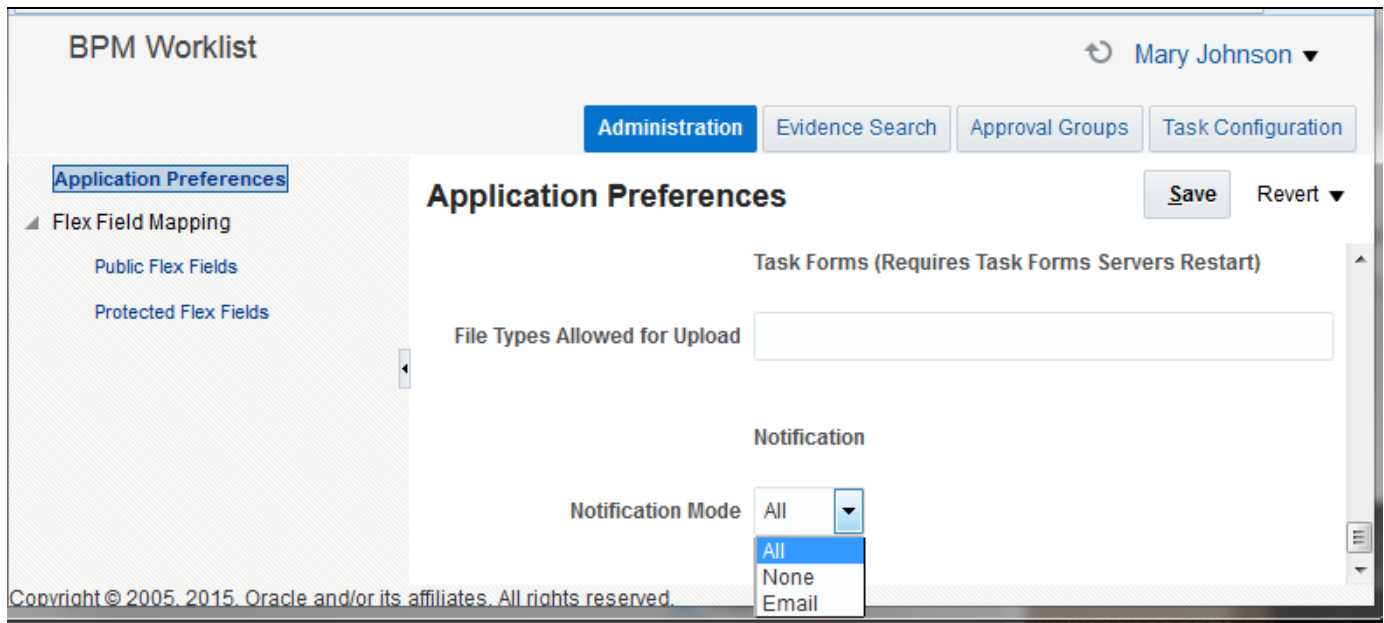 BPM Worklist
Mary Johnson
Administration
Evidence Search
Approval Groups
Task Configuration
Application Preferences
Flex Field Mapping
Public Flex Fields
Protected Flex Fields
Application Preferences
Save
Revert
Task Forms (Requires Task Forms Servers Restart)
File Types Allowed for Upload
Notification
Notification Mode
All
All
None
Email
Copyright © 2005, 2015, Oracle and/or its affiliates. All rights reserved.